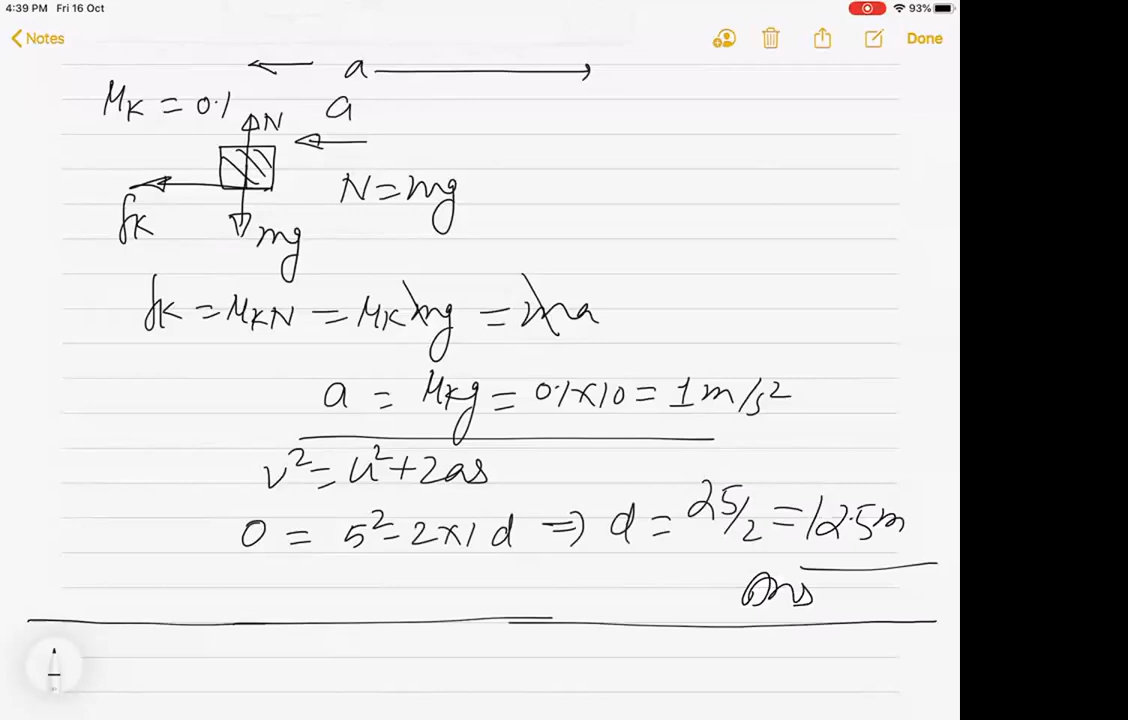 4:39 PM Fri 16 Oct 93%
Notes Done
a
μk = 0.1 a
N
N = mg
fk
mg
fk = μkN = μkmg = ma
a = μkg = 0.1×10 = 1 m/s²
v² = u² + 2as
0 = 5² - 2×1 d ⇒ d = 25/2 = 12.5m
Ans